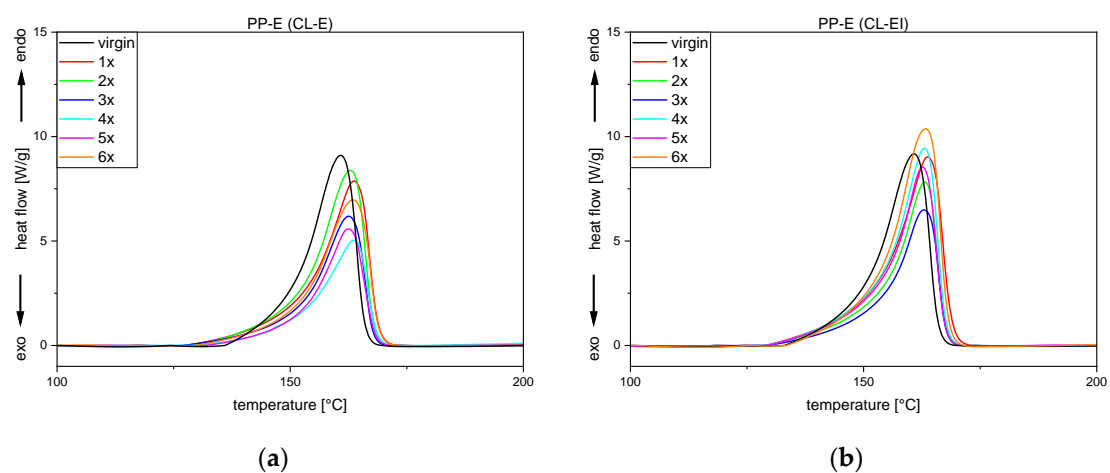 PP-E (CL-E)
15
10
5
0
exo
heat flow [W/g]
endo
virgin
1x
2x
3x
4x
5x
6x
100
150
200
temperature [°C]
(a)
PP-E (CL-EI)
15
10
5
0
exo
heat flow [W/g]
endo
virgin
1x
2x
3x
4x
5x
6x
100
150
200
temperature [°C]
(b)